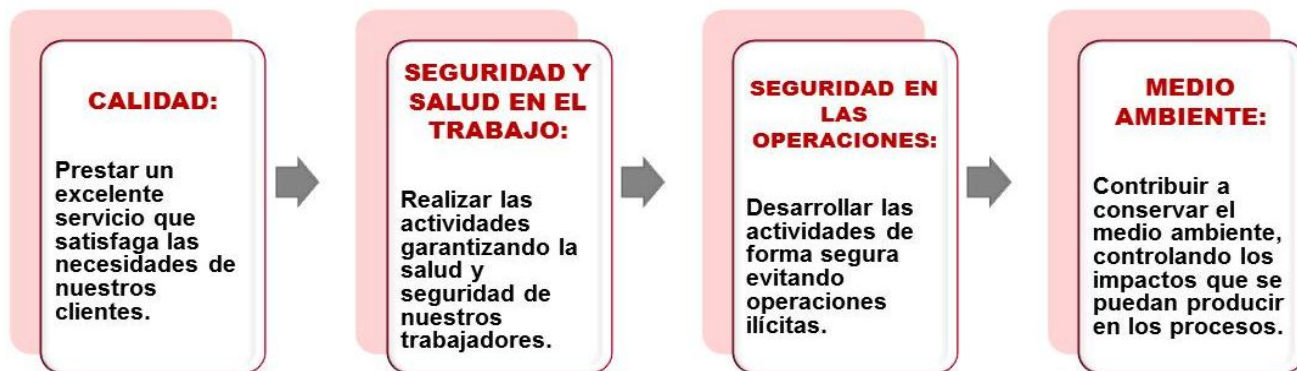 CALIDAD:
Prestar un
excelente
servicio que
satisfaga las
necesidades de
nuestros
clientes.
SEGURIDAD Y
SALUD EN EL
TRABAJO:
Realizar las
actividades
garantizando la
salud y
seguridad de
nuestros
trabajadores.
SEGURIDAD EN
LAS
OPERACIONES:
Desarrollar las
actividades de
forma segura
evitando
operaciones
ilícitas.
MEDIO
AMBIENTE:
Contribuir a
conservar el
medio ambiente,
controlando los
impactos que se
puedan producir
en los procesos.